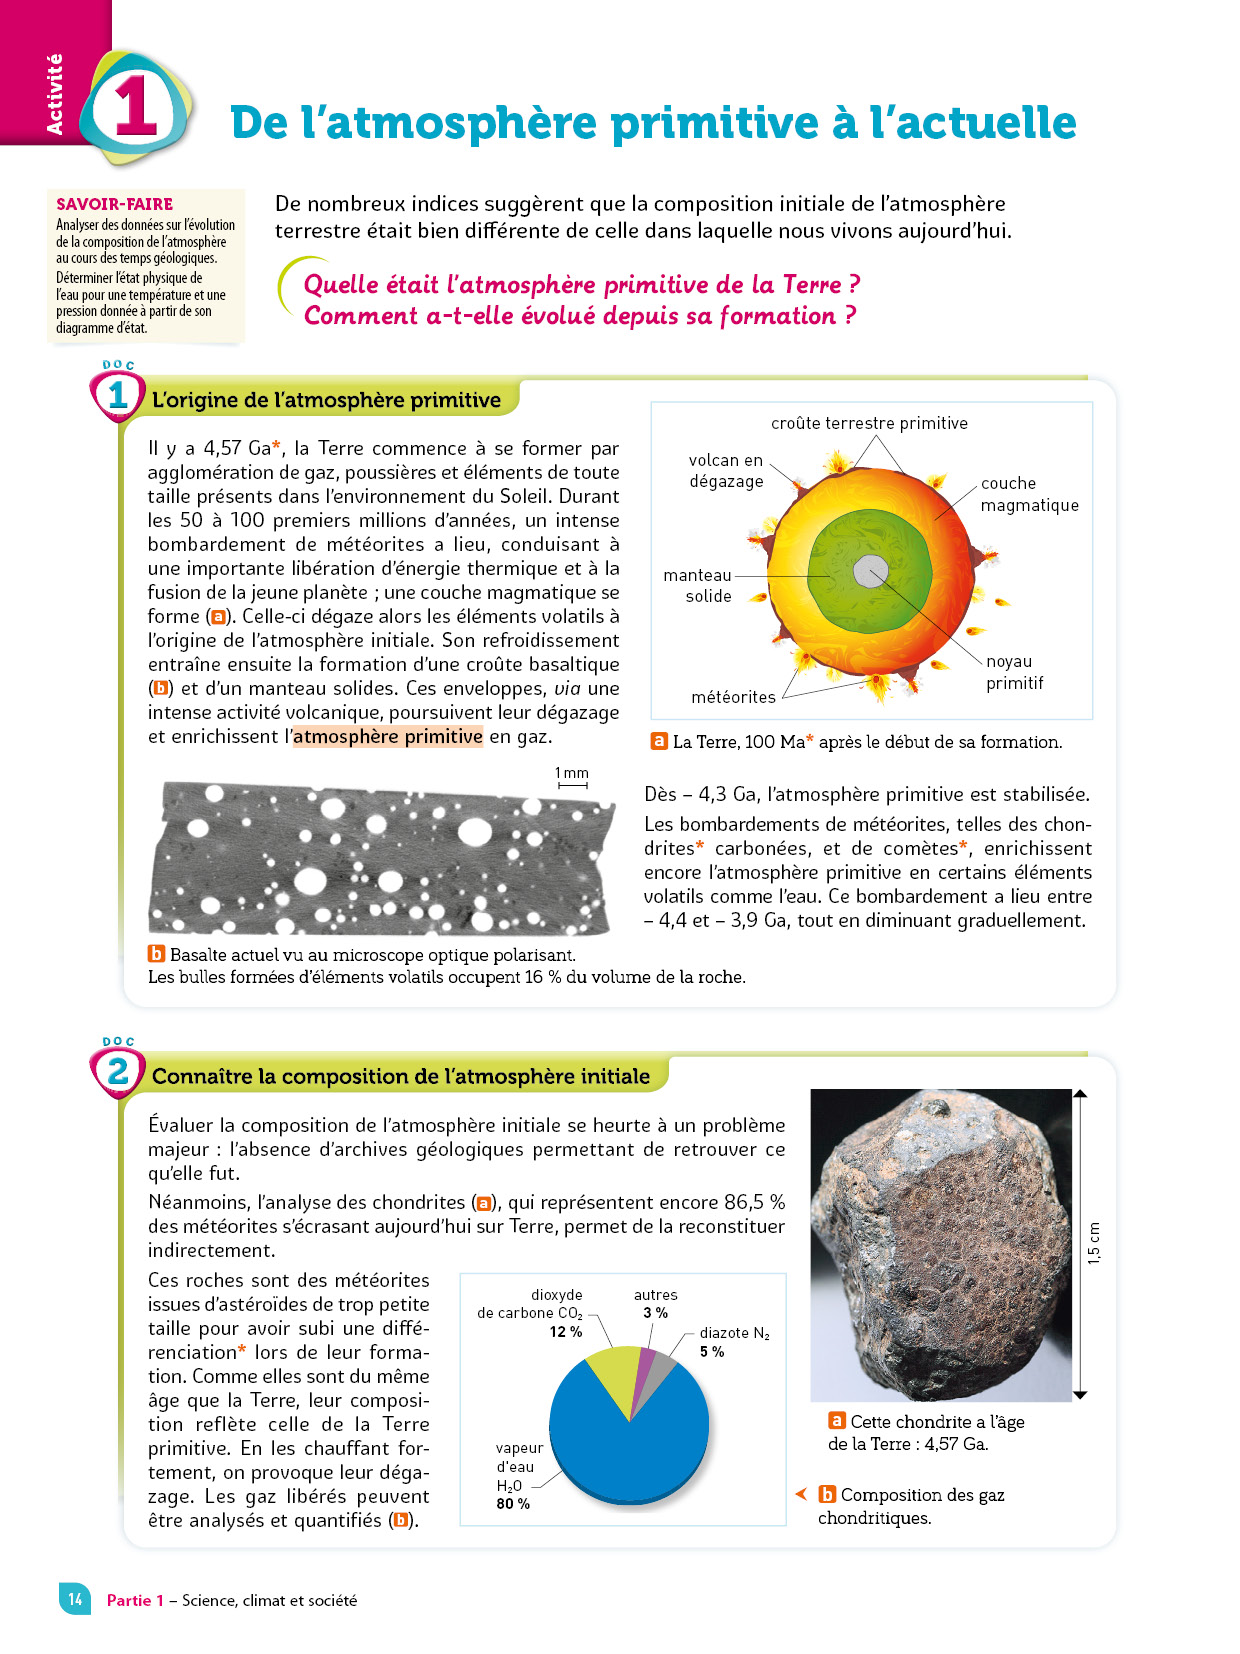 Activité
1
De l'atmosphère primitive à l'actuelle
SAVOIR-FAIRE
Analyser des données sur l'évolution
de la composition de l'atmosphère
au cours des temps géologiques.
Déterminer l'état physique de
l'eau pour une température et une
pression donnée à partir de son
diagramme d'état.
De nombreux indices suggèrent que la composition initiale de l'atmosphère
terrestre était bien différente de celle dans laquelle nous vivons aujourd'hui.
Quelle était l'atmosphère primitive de la Terre ?
Comment a-t-elle évolué depuis sa formation ?
DOC
1
L'origine de l'atmosphère primitive
Il y a 4,57 Ga*, la Terre commence à se former par
agglomération de gaz, poussières et éléments de toute
taille présents dans l'environnement du Soleil. Durant
les 50 à 100 premiers millions d'années, un intense
bombardement de météorites a lieu, conduisant à
une importante libération d'énergie thermique et à la
fusion de la jeune planète ; une couche magmatique se
forme (a). Celle-ci dégaze alors les éléments volatils à
l'origine de l'atmosphère initiale. Son refroidissement
entraîne ensuite la formation d'une croûte basaltique
(b) et d'un manteau solides. Ces enveloppes, via une
intense activité volcanique, poursuivent leur dégazage
et enrichissent l'atmosphère primitive en gaz.
croûte terrestre primitive
volcan en
dégazage
couche
magmatique
manteau
solide
noyau
primitif
météorites
a La Terre, 100 Ma* après le début de sa formation.
1 mm
b Basalte actuel vu au microscope optique polarisant.
Les bulles formées d'éléments volatils occupent 16 % du volume de la roche.
Dès – 4,3 Ga, l'atmosphère primitive est stabilisée.
Les bombardements de météorites, telles des chon-
drites* carbonées, et de comètes*, enrichissent
encore l'atmosphère primitive en certains éléments
volatils comme l'eau. Ce bombardement a lieu entre
– 4,4 et – 3,9 Ga, tout en diminuant graduellement.
DOC
2
Connaître la composition de l'atmosphère initiale
Évaluer la composition de l'atmosphère initiale se heurte à un problème
majeur : l'absence d'archives géologiques permettant de retrouver ce
qu'elle fut.
Néanmoins, l'analyse des chondrites (a), qui représentent encore 86,5 %
des météorites s'écrasant aujourd'hui sur Terre, permet de la reconstituer
indirectement.
Ces roches sont des météorites
issues d'astéroïdes de trop petite
taille pour avoir subi une diffé-
renciation* lors de leur forma-
tion. Comme elles sont du même
âge que la Terre, leur composi-
tion reflète celle de la Terre
primitive. En les chauffant for-
tement, on provoque leur déga-
zage. Les gaz libérés peuvent
être analysés et quantifiés (b).
dioxyde
de carbone CO₂
12 %
autres
3 %
diazote N₂
5 %
vapeur
d'eau
H₂O
80 %
1,5 cm
a Cette chondrite a l'âge
de la Terre : 4,57 Ga.
b Composition des gaz
chondritiques.
14
Partie 1 – Science, climat et société